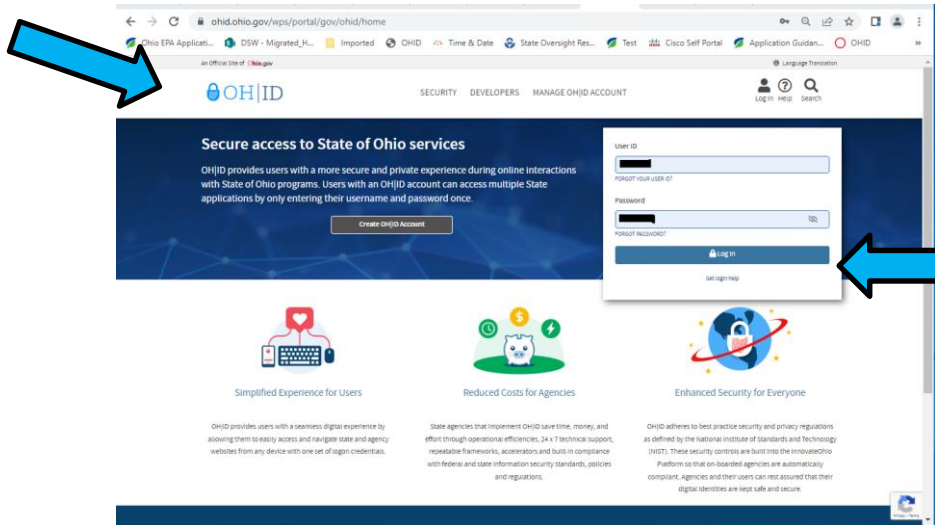 ohid.ohio.gov/wps/portal/gov/ohid/home
Ohio EPA Applicati... DSW - Migrated_H... Imported OHID Time & Date State Oversight Res... Test Cisco Self Portal Application Guidan... OHID »
An Official Site of Ohio.gov
Language Translation
OH|ID
SECURITY DEVELOPERS MANAGE OH|ID ACCOUNT
Log in Help Search
Secure access to State of Ohio services
OH|ID provides users with a more secure and private experience during online interactions
with State of Ohio programs. Users with an OH|ID account can access multiple State
applications by only entering their username and password once.
Create OH|ID Account
User ID
FORGOT YOUR USER ID?
Password
FORGOT PASSWORD?
Log in
Get login help
Simplified Experience for Users
OH|ID provides users with a seamless digital experience by
allowing them to easily access and navigate state and agency
websites from any device with one set of logon credentials.
Reduced Costs for Agencies
State agencies that implement OH|ID save time, money, and
effort through operational efficiencies, 24 x 7 technical support,
repeatable frameworks, accelerators and built-in compliance
with federal and state information security standards, policies
and regulations.
Enhanced Security for Everyone
OH|ID adheres to best practice security and privacy regulations
as defined by the National Institute of Standards and Technology
(NIST). These security controls are built into the InnovateOhio
Platform so that on-boarded agencies are automatically
compliant. Agencies and their users can rest assured that their
digital identities are kept safe and secure.
Privacy - Terms